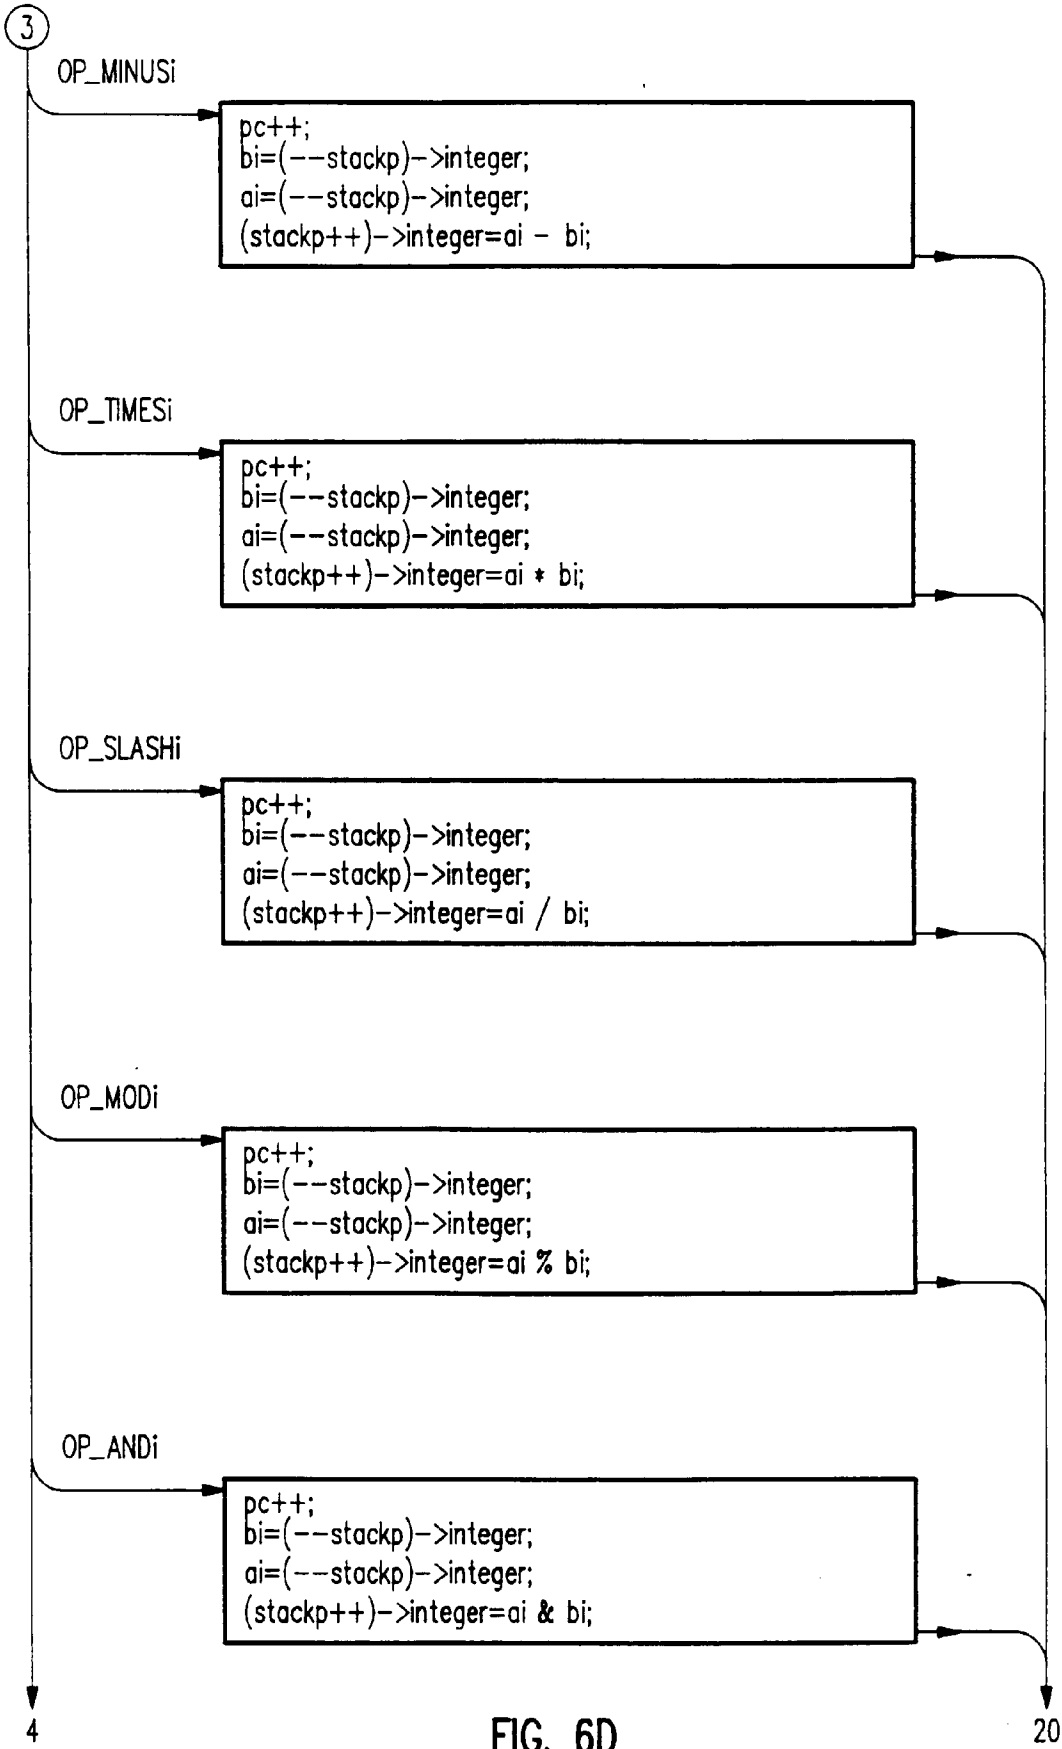 3
OP_MINUSi
pc++;
bi=(--stackp)->integer;
ai=(--stackp)->integer;
(stackp++)->integer=ai - bi;
OP_TIMESi
pc++;
bi=(--stackp)->integer;
ai=(--stackp)->integer;
(stackp++)->integer=ai * bi;
OP_SLASHi
pc++;
bi=(--stackp)->integer;
ai=(--stackp)->integer;
(stackp++)->integer=ai / bi;
OP_MODi
pc++;
bi=(--stackp)->integer;
ai=(--stackp)->integer;
(stackp++)->integer=ai % bi;
OP_ANDi
pc++;
bi=(--stackp)->integer;
ai=(--stackp)->integer;
(stackp++)->integer=ai & bi;
4
FIG. 6D
20